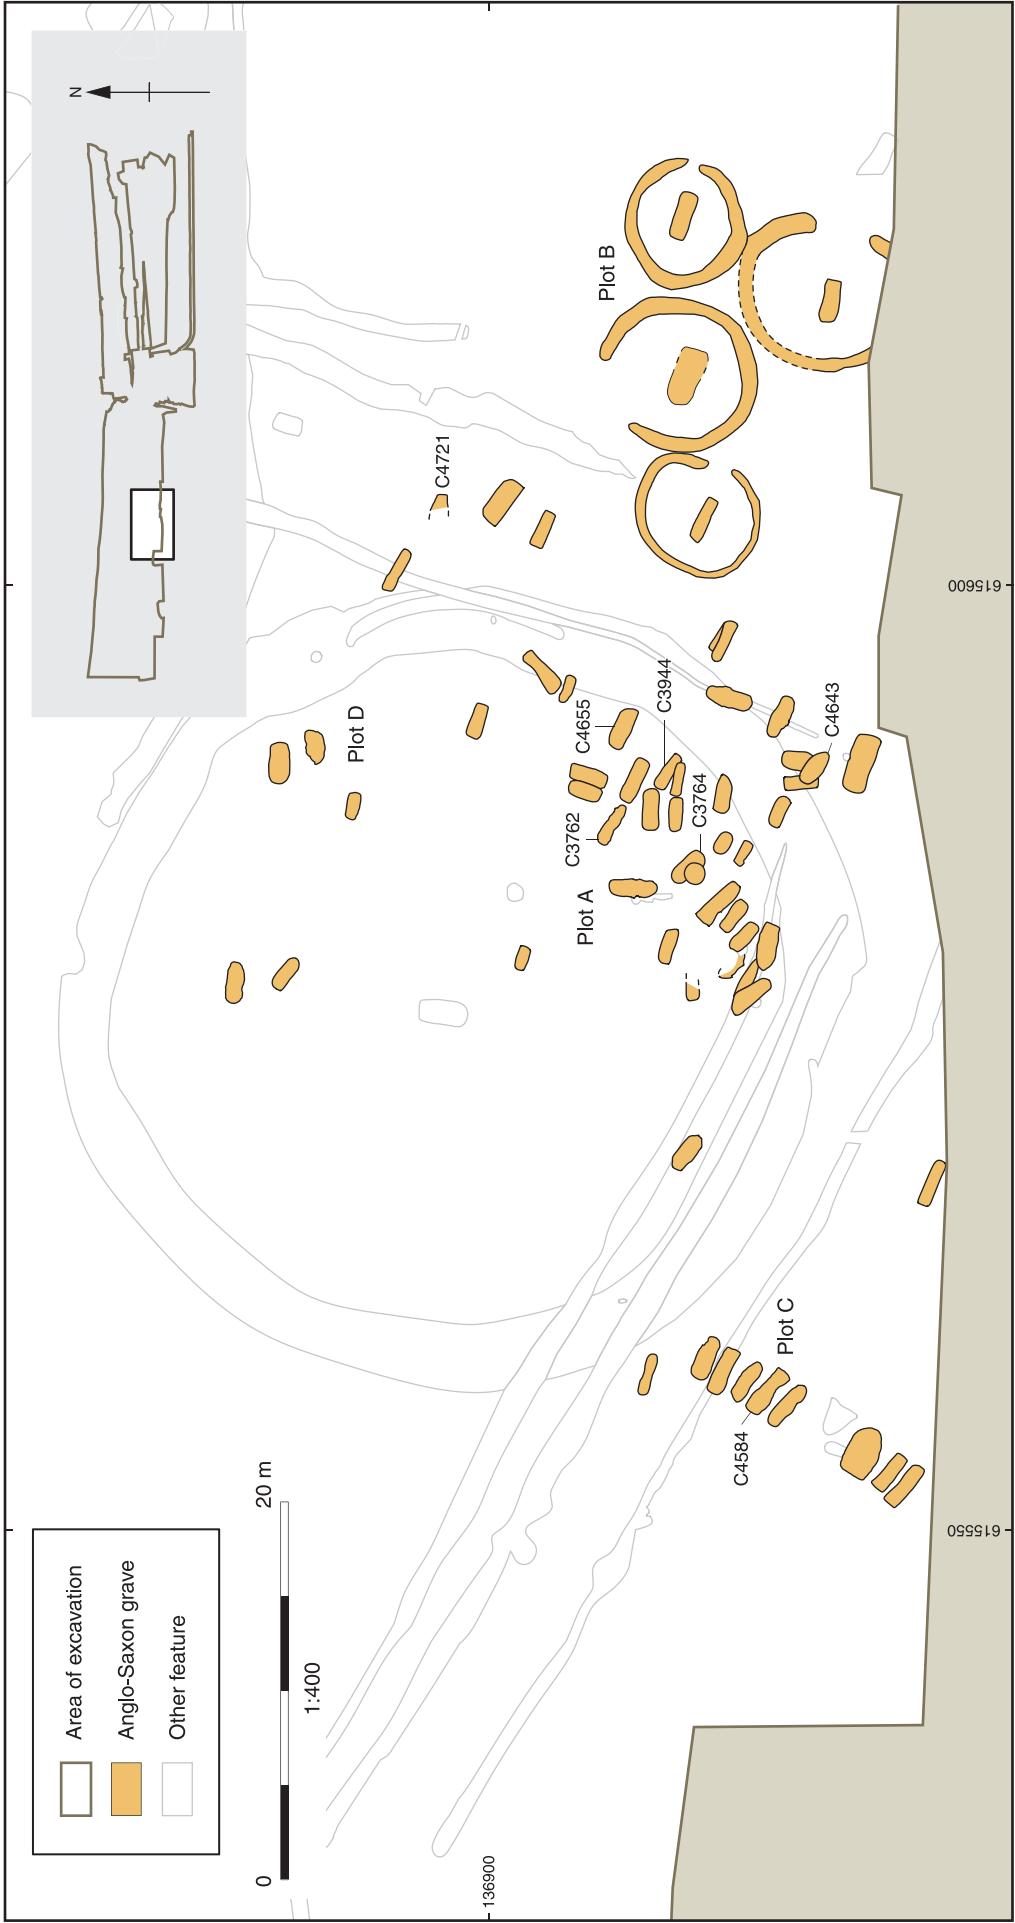 Area of excavation
Anglo-Saxon grave
Other feature
0
20 m
1:400
N
Plot D
Plot B
C4721
C4655
C3944
C3762
C3764
C4643
Plot A
Plot C
C4584
136900
615550
615600